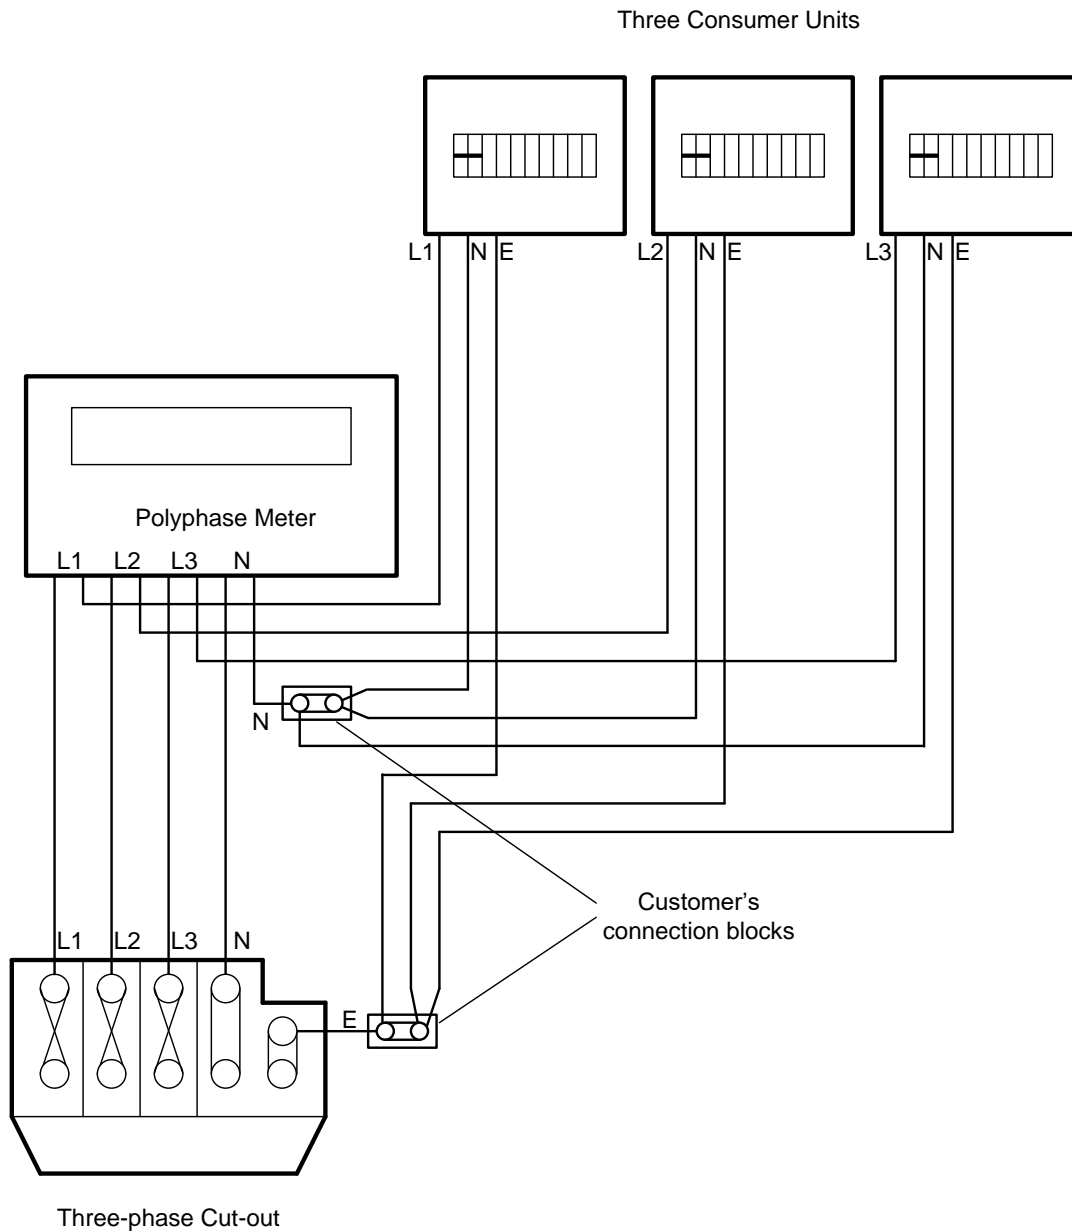 Three Consumer Units
L1 N E L2 N E L3 N E
Polyphase Meter
L1 L2 L3 N
N
Customer’s
connection blocks
L1 L2 L3 N
E
Three-phase Cut-out